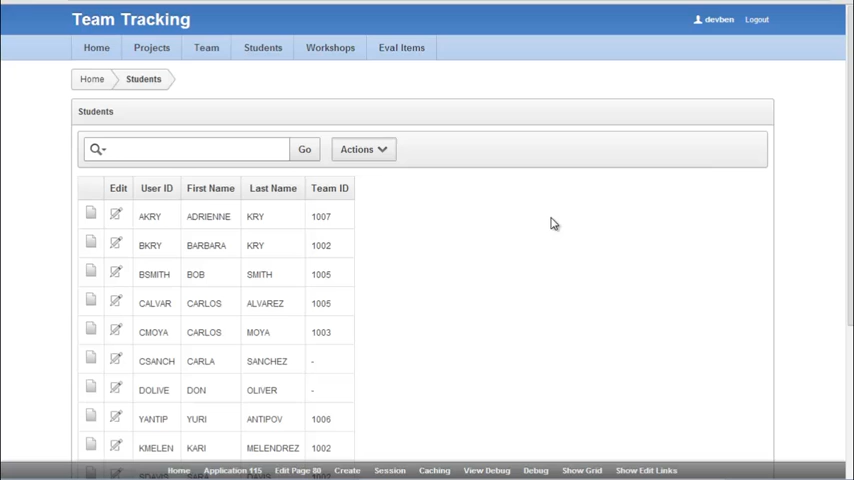 Team Tracking
devben Logout
Home Projects Team Students Workshops Eval Items
Home Students
Students
Go Actions
Edit User ID First Name Last Name Team ID
AKRY ADRIENNE KRY 1007
BKRY BARBARA KRY 1002
BSMITH BOB SMITH 1005
CALVAR CARLOS ALVAREZ 1005
CMOYA CARLOS MOYA 1003
CSANCH CARLA SANCHEZ -
DOLIVE DON OLIVER -
YANTIP YURI ANTIPOV 1006
KMELEN KARI MELENDREZ 1002
Home Application 115 Edit Page 80 Create Session Caching View Debug Debug Show Grid Show Edit Links